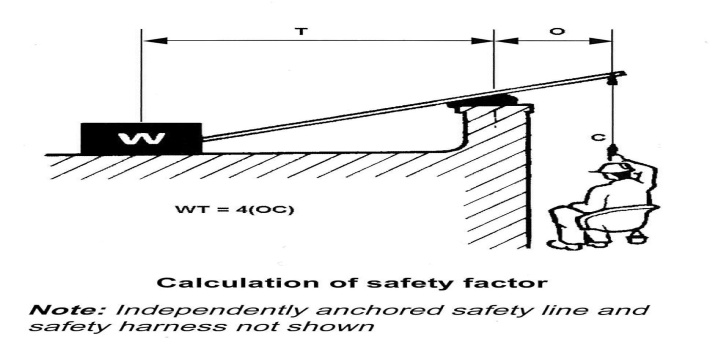 T
O
W
C
WT = 4(OC)
Calculation of safety factor
Note: Independently anchored safety line and
safety harness not shown